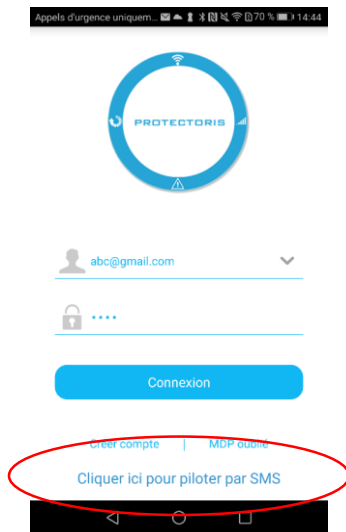 Appels d'urgence uniquem... 70 % 14:44
PROTECTORIS
abc@gmail.com
Connexion
Créer compte | MDP oublié
Cliquer ici pour piloter par SMS